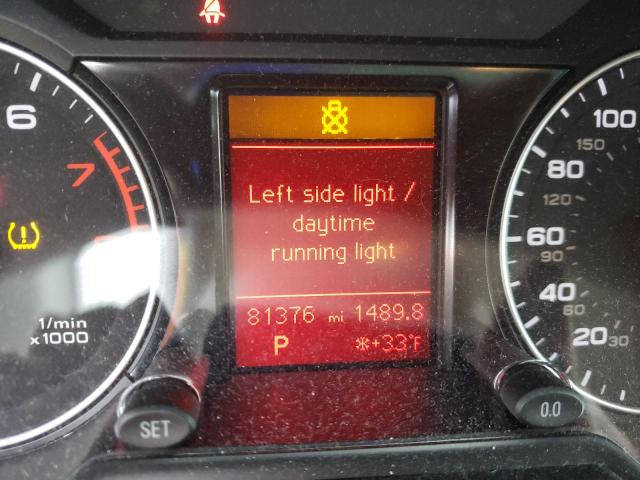 6
7
1/min
x1000
SET
Left side light /
daytime
running light
81376 mi 1489.8
P *+33°F
0.0
100
150
80
120
60
90
40
60
20 30